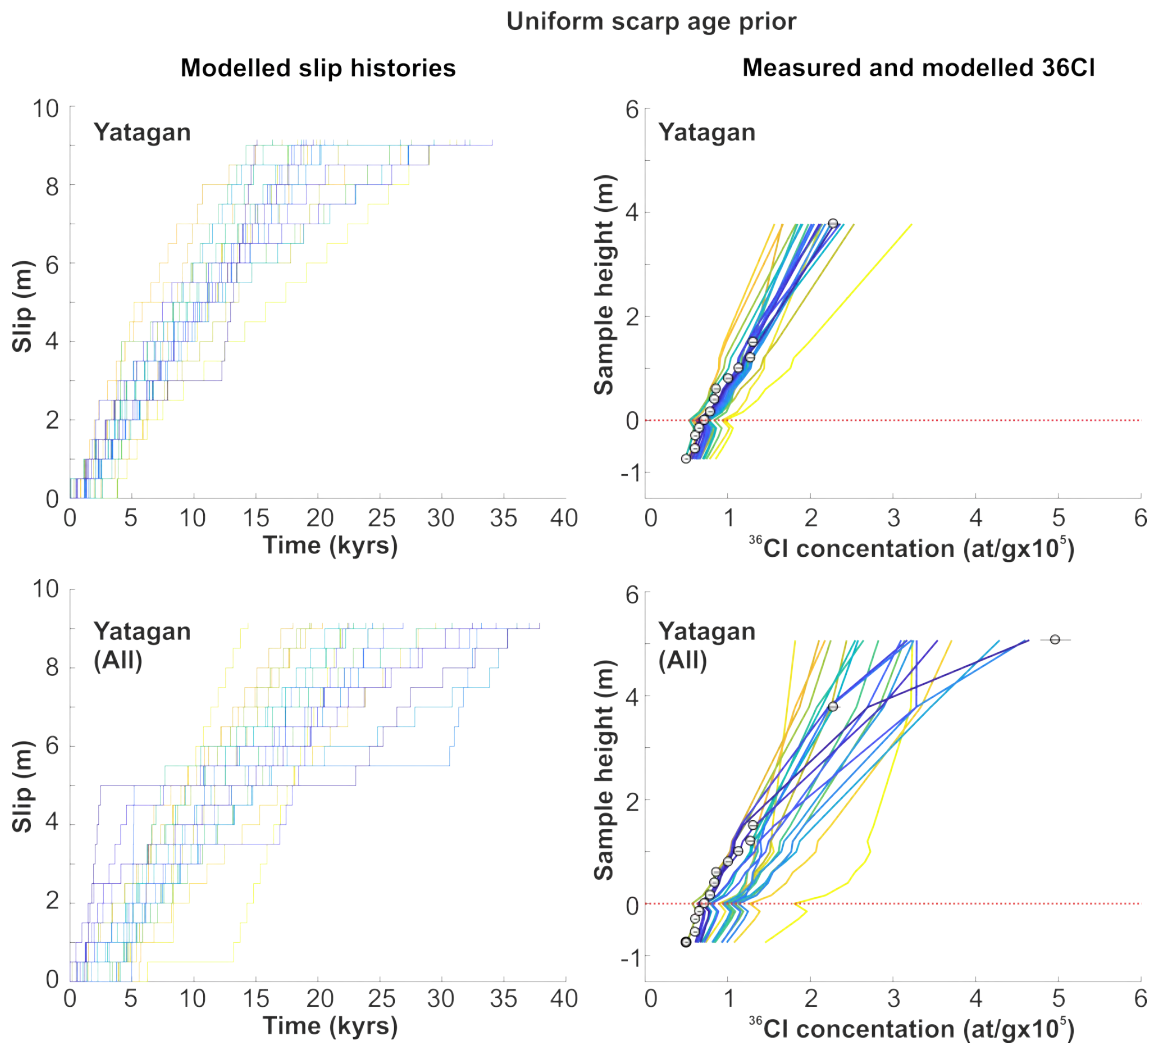 Uniform scarp age prior
Modelled slip histories
Measured and modelled 36Cl
10
8
6
4
2
0
Slip (m)
Yatagan
0 5 10 15 20 25 30 35 40
Time (kyrs)
6
4
2
0
-1
Sample height (m)
Yatagan
0 1 2 3 4 5 6
³⁶Cl concentation (at/gx10⁵)
10
8
6
4
2
0
Slip (m)
Yatagan
(All)
0 5 10 15 20 25 30 35 40
Time (kyrs)
6
4
2
0
-1
Sample height (m)
Yatagan
(All)
0 1 2 3 4 5 6
³⁶Cl concentation (at/gx10⁵)